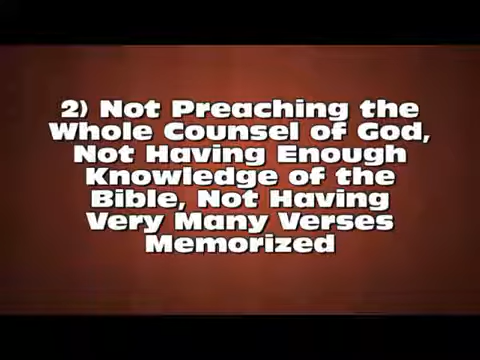 2) Not Preaching the
Whole Counsel of God,
Not Having Enough
Knowledge of the
Bible, Not Having
Very Many Verses
Memorized